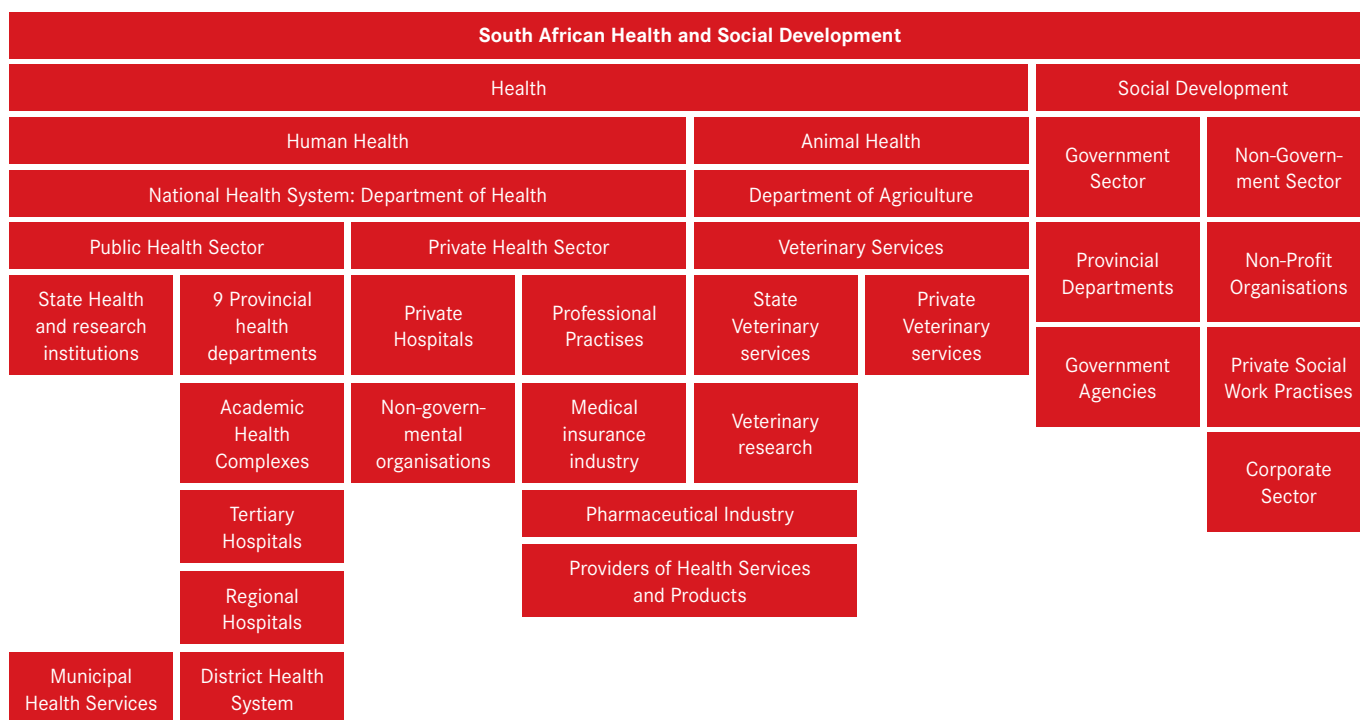 South African Health and Social Development
Health
Social Development
Human Health
Animal Health
Government
Sector
Non-Govern-
ment Sector
National Health System: Department of Health
Department of Agriculture
Public Health Sector
Private Health Sector
Veterinary Services
Provincial
Departments
Non-Profit
Organisations
State Health
and research
institutions
9 Provincial
health
departments
Private
Hospitals
Professional
Practises
State
Veterinary
services
Private
Veterinary
services
Government
Agencies
Private Social
Work Practises
Academic
Health
Complexes
Non-govern-
mental
organisations
Medical
insurance
industry
Veterinary
research
Corporate
Sector
Tertiary
Hospitals
Pharmaceutical Industry
Providers of Health Services
and Products
Regional
Hospitals
Municipal
Health Services
District Health
System